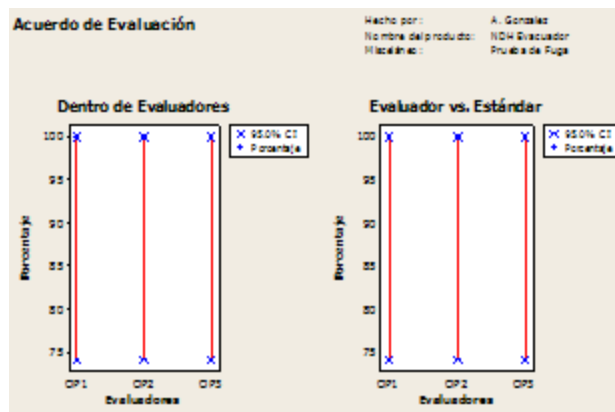 Acuerdo de Evaluación
Hecho por: A. Gonzalez
Nombre del producto: NDH Evacuador
Misceláneo: Prueba de Fuga
Dentro de Evaluadores
100
95
90
85
80
75
Porcentaje
OP1 OP2 OP3
Evaluadores
95.0% CI
Porcentaje
Evaluador vs. Estándar
100
95
90
85
80
75
Porcentaje
OP1 OP2 OP3
Evaluadores
95.0% CI
Porcentaje